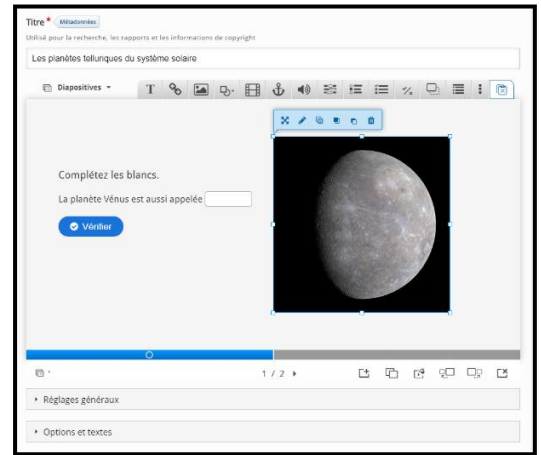 Titre * Métadonnées
Utilisé pour la recherche, les rapports et les informations de copyright
Les planètes telluriques du système solaire
Diapositives
Complétez les blancs.
La planète Vénus est aussi appelée
Vérifier
1 / 2
Réglages généraux
Options et textes